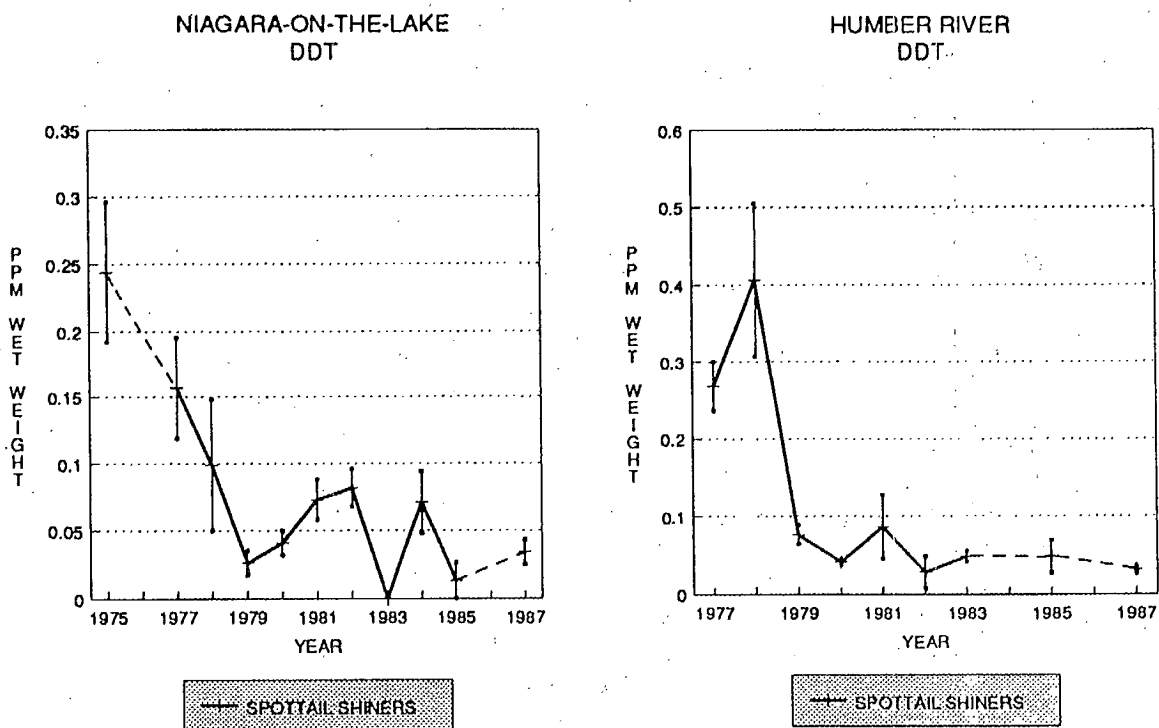 NIAGARA-ON-THE-LAKE
DDT
0.35
0.3
0.25
0.2
0.15
0.1
0.05
0
PPM WET WEIGHT
1975 1977 1979 1981 1983 1985 1987
YEAR
SPOTTAIL SHINERS
HUMBER RIVER
DDT
0.6
0.5
0.4
0.3
0.2
0.1
0
PPM WET WEIGHT
1977 1979 1981 1983 1985 1987
YEAR
SPOTTAIL SHINERS